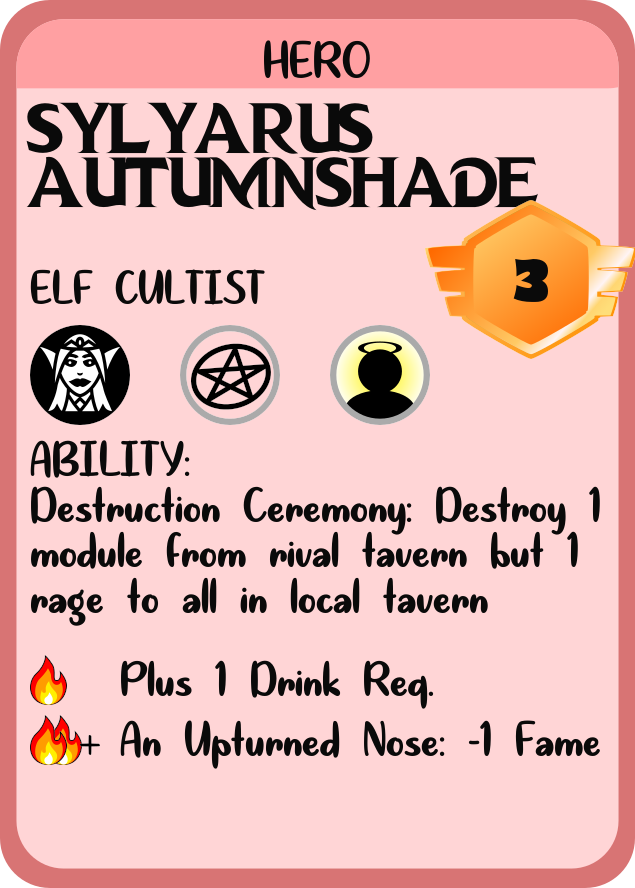 HERO
SYLYARUS
AUTUMNSHADE
3
ELF CULTIST
ABILITY:
Destruction Ceremony: Destroy 1
module from rival tavern but 1
rage to all in local tavern
Plus 1 Drink Req.
+ An Upturned Nose: -1 Fame